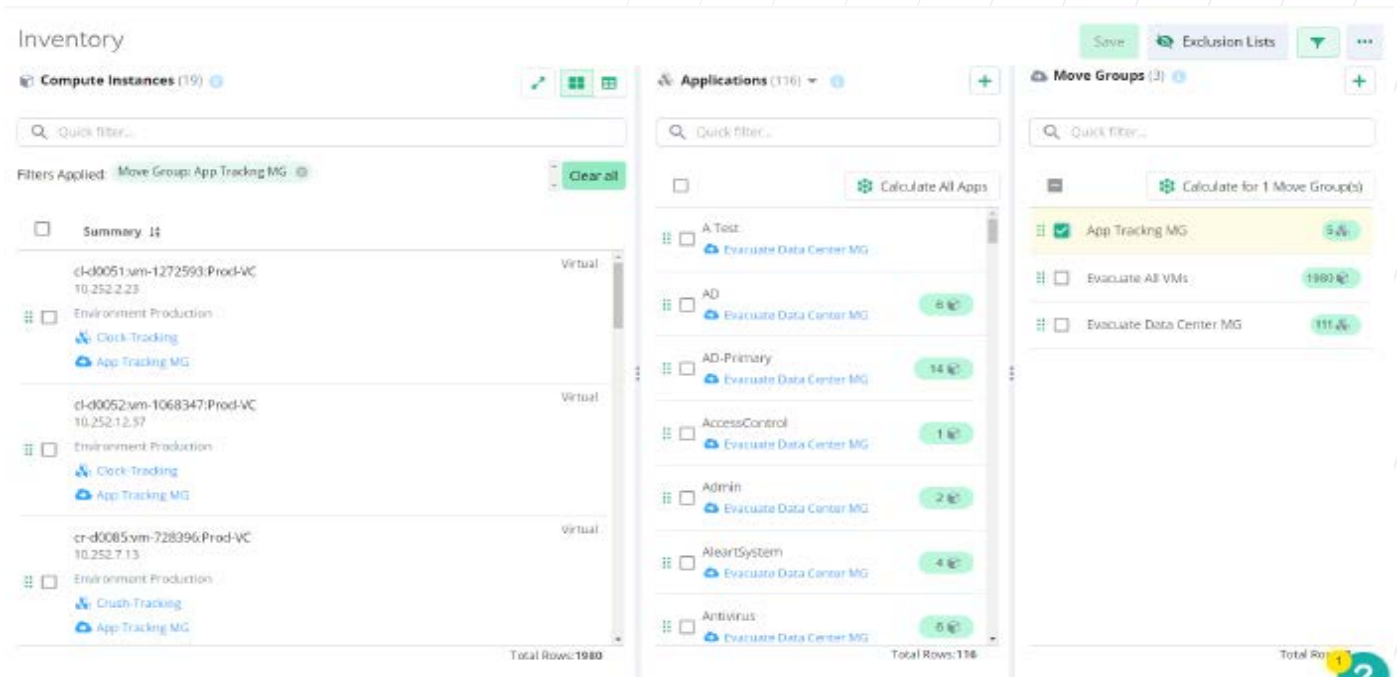 Inventory
Save
Exclusion Lists
Compute Instances (19)
Quick filter...
Filters Applied: Move Group: App Trackng MG
Clear all
Summary
cl-d0051:vm-1272593:Prod-VC
Virtual
10.252.2.23
Environment Production
Clock-Tracking
App Trackng MG
cl-d0052:vm-1068347:Prod-VC
Virtual
10.252.12.37
Environment Production
Clock-Tracking
App Trackng MG
cr-d0085:vm-728396:Prod-VC
Virtual
10.252.7.13
Environment Production
Crush-Tracking
App Trackng MG
Total Rows:1980
Applications (116)
Quick filter...
Calculate All Apps
A Test
Evacuate Data Center MG
AD
Evacuate Data Center MG
AD-Primary
14
Evacuate Data Center MG
AccessControl
1
Evacuate Data Center MG
Admin
2
Evacuate Data Center MG
AleartSystem
4
Evacuate Data Center MG
Antivirus
Evacuate Data Center MG
Total Rows:116
Move Groups (3)
Quick filter...
Calculate for 1 Move Group(s)
App Trackng MG
5
Evacuate All VMs
1980
Evacuate Data Center MG
111
Total
1
?